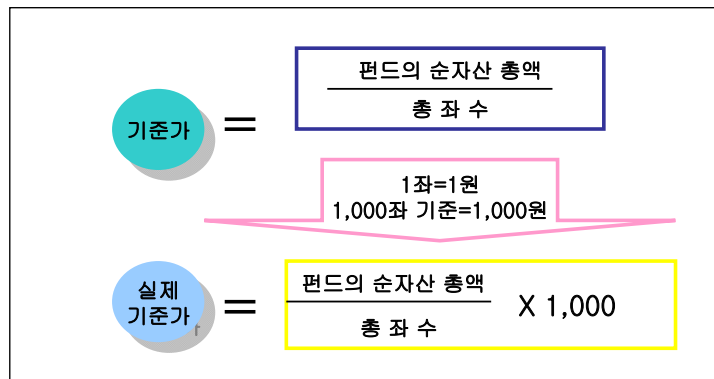 펀드의 순자산 총액
기준가 =
총 좌 수
1좌=1원
1,000좌 기준=1,000원
실제
기준가 =
펀드의 순자산 총액
X 1,000
총 좌 수